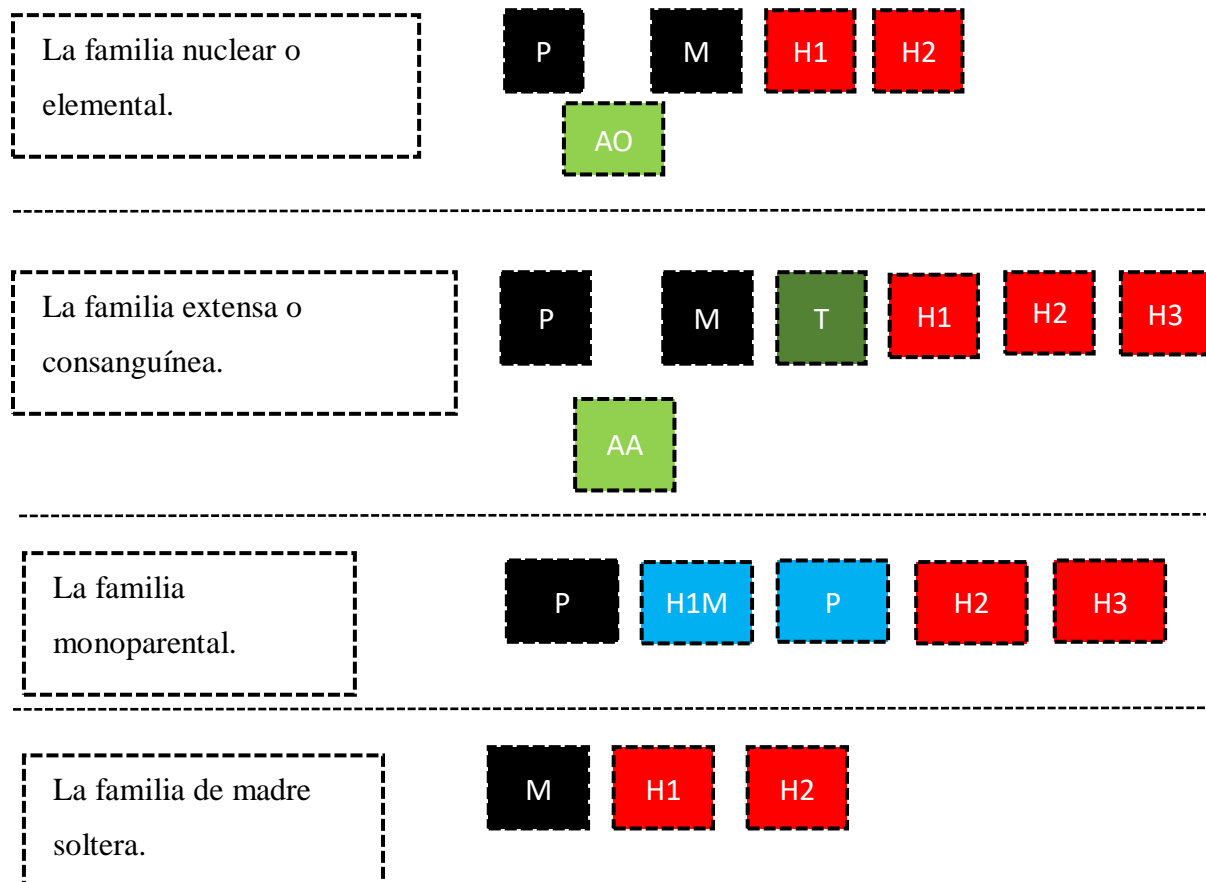 La familia nuclear o
elemental.
P M H1 H2
AO
La familia extensa o
consanguínea.
P M T H1 H2 H3
AA
La familia
monoparental.
P H1M P H2 H3
La familia de madre
soltera.
M H1 H2